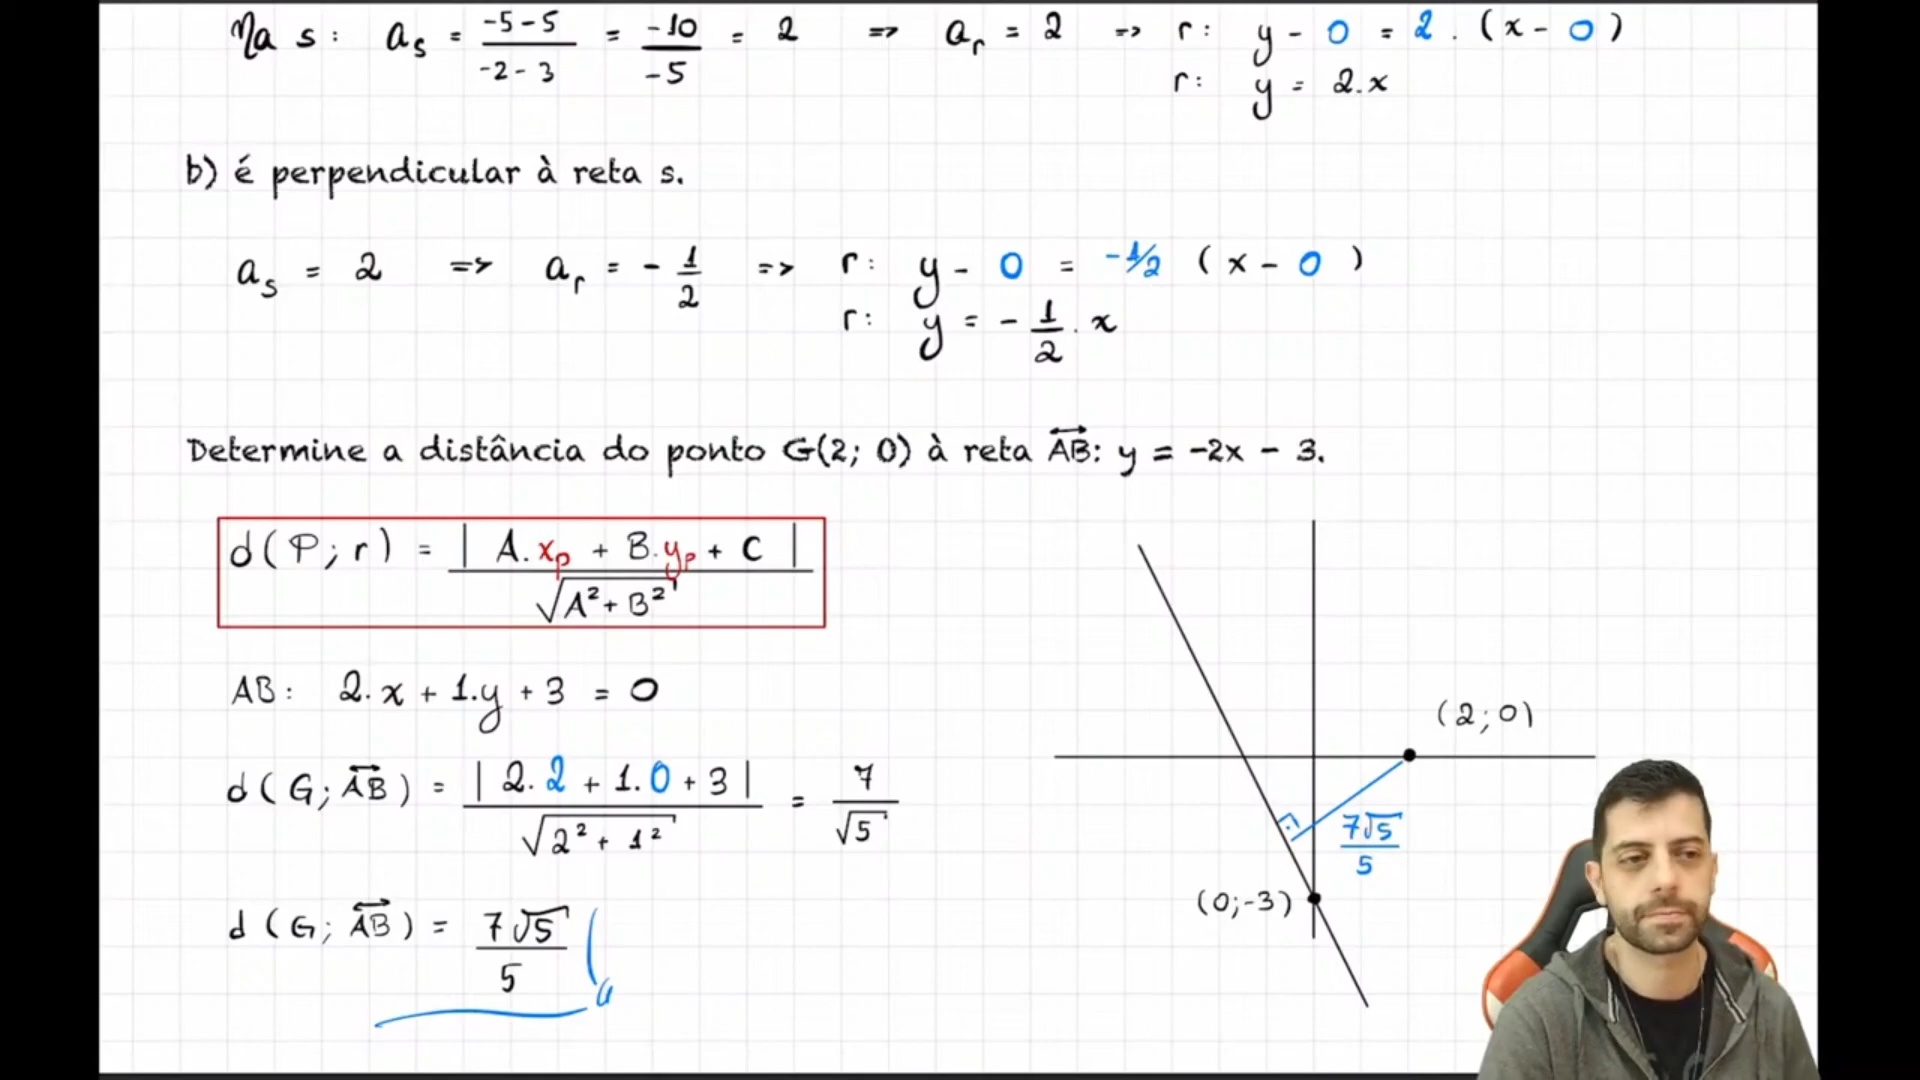 Na s: a_s = (-5-5)/(-2-3) = -10/-5 = 2 => a_r = 2 => r: y - 0 = 2 . (x - 0)
r: y = 2.x
b) é perpendicular à reta s.
a_s = 2 => a_r = - 1/2 => r: y - 0 = -1/2 (x - 0)
r: y = - 1/2 . x
Determine a distância do ponto G(2; 0) à reta AB: y = -2x - 3.
d(P; r) = |A.x_p + B.y_p + C| / √(A² + B²)
AB: 2.x + 1.y + 3 = 0
d(G; AB) = |2.2 + 1.0 + 3| / √(2² + 1²) = 7/√5
d(G; AB) = 7√5/5
(2; 0)
7√5/5
(0; -3)